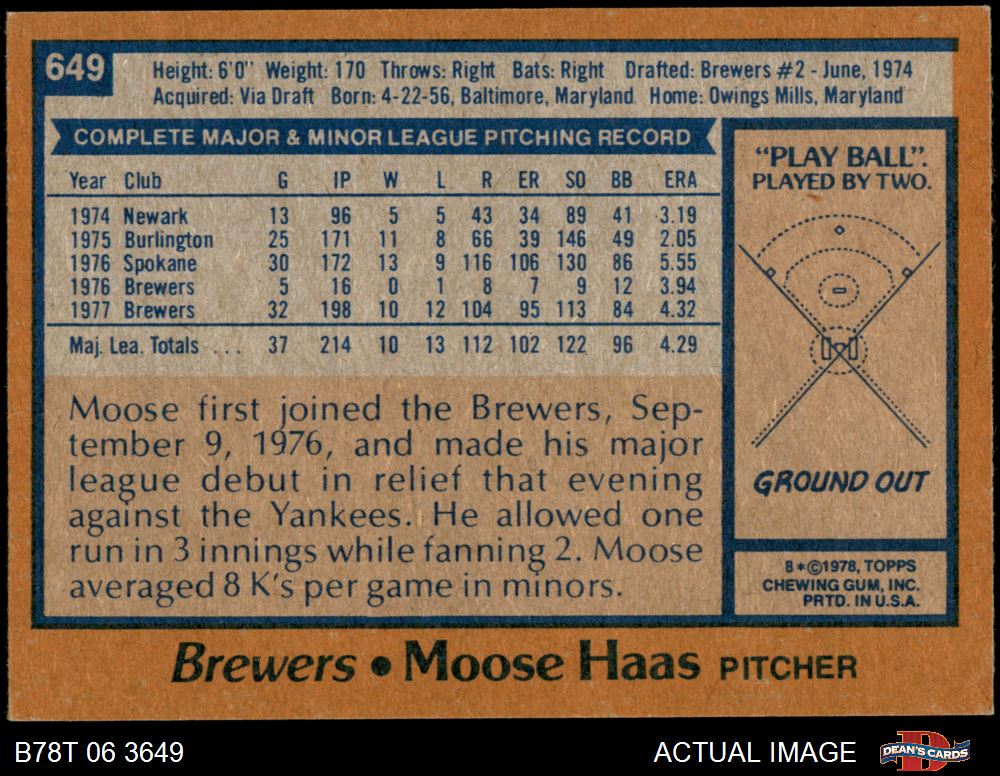 649
Height: 6'0" Weight: 170 Throws: Right Bats: Right Drafted: Brewers #2 - June, 1974
Acquired: Via Draft Born: 4-22-56, Baltimore, Maryland Home: Owings Mills, Maryland
COMPLETE MAJOR & MINOR LEAGUE PITCHING RECORD
Year Club G IP W L R ER SO BB ERA
1974 Newark 13 96 5 5 43 34 89 41 3.19
1975 Burlington 25 171 11 8 66 39 146 49 2.05
1976 Spokane 30 172 13 9 116 106 130 86 5.55
1976 Brewers 5 16 0 1 8 7 9 12 3.94
1977 Brewers 32 198 10 12 104 95 113 84 4.32
Maj. Lea. Totals ... 37 214 10 13 112 102 122 96 4.29
Moose first joined the Brewers, Sep-
tember 9, 1976, and made his major
league debut in relief that evening
against the Yankees. He allowed one
run in 3 innings while fanning 2. Moose
averaged 8 K's per game in minors.
"PLAY BALL".
PLAYED BY TWO.
GROUND OUT
B*©1978, TOPPS
CHEWING GUM, INC.
PRTD. IN U.S.A.
Brewers • Moose Haas PITCHER
B78T 06 3649
ACTUAL IMAGE
D
DEAN'S CARDS